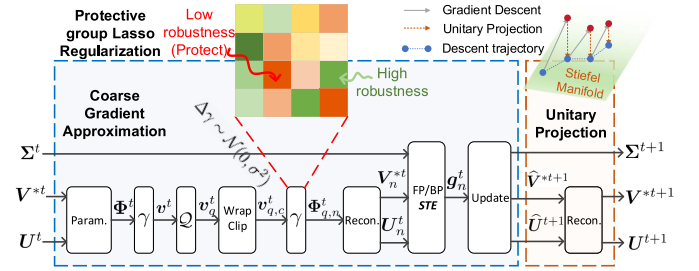 Protective
group Lasso
Regularization
Low
robustness
(Protect)
High
robustness
Gradient Descent
Unitary Projection
Descent trajectory
Stiefel
Manifold
Coarse
Gradient
Approximation
Δγ ~ N(0, σ²)
Unitary
Projection
Σ^t
V^{*t}
U^t
Param.
Φ^t
γ
v^t
Q
v_q^t
Wrap
Clip
v_{q,c}^t
γ
Φ_{q,n}^t
Recon.
V_n^{*t}
U_n^t
FP/BP
STE
g_n^t
Update
V̂^{*t+1}
Û^{t+1}
Recon.
Σ^{t+1}
V^{*t+1}
U^{t+1}